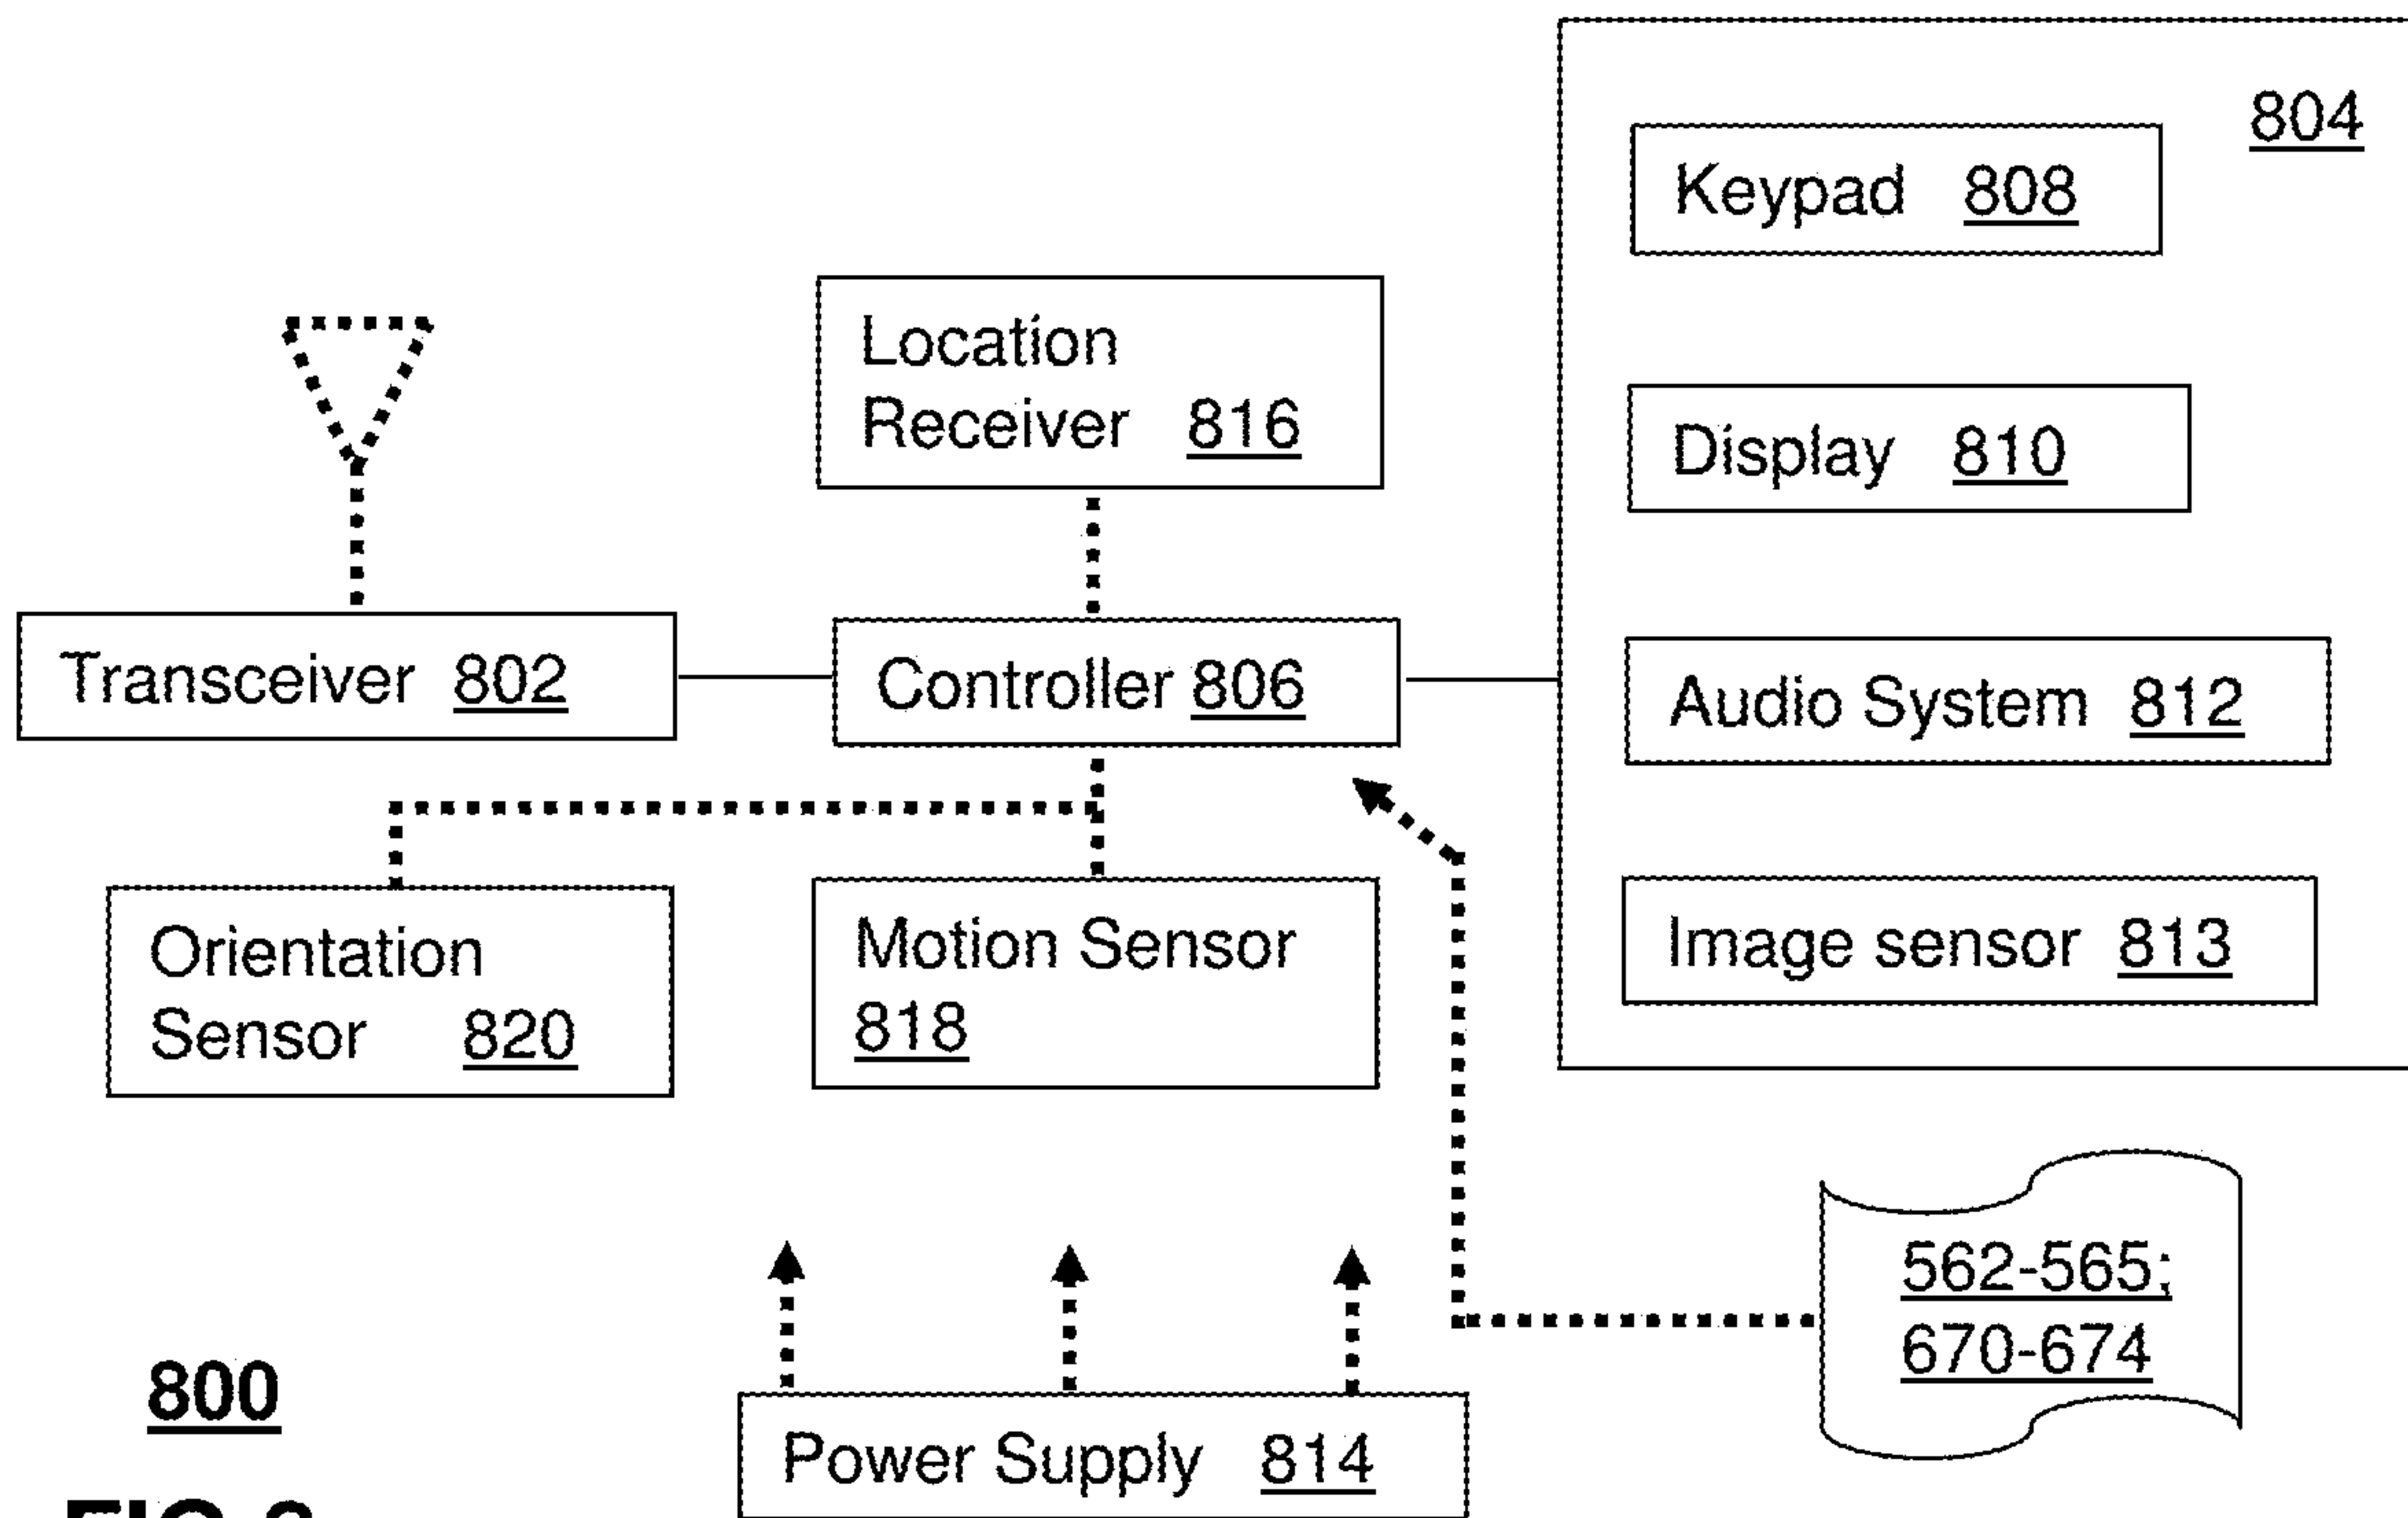 804
Keypad 808
Location
Receiver 816
Display 810
Transceiver 802
Controller 806
Audio System 812
Orientation
Sensor 820
Motion Sensor
818
Image sensor 813
562-565;
670-674
800
Power Supply 814